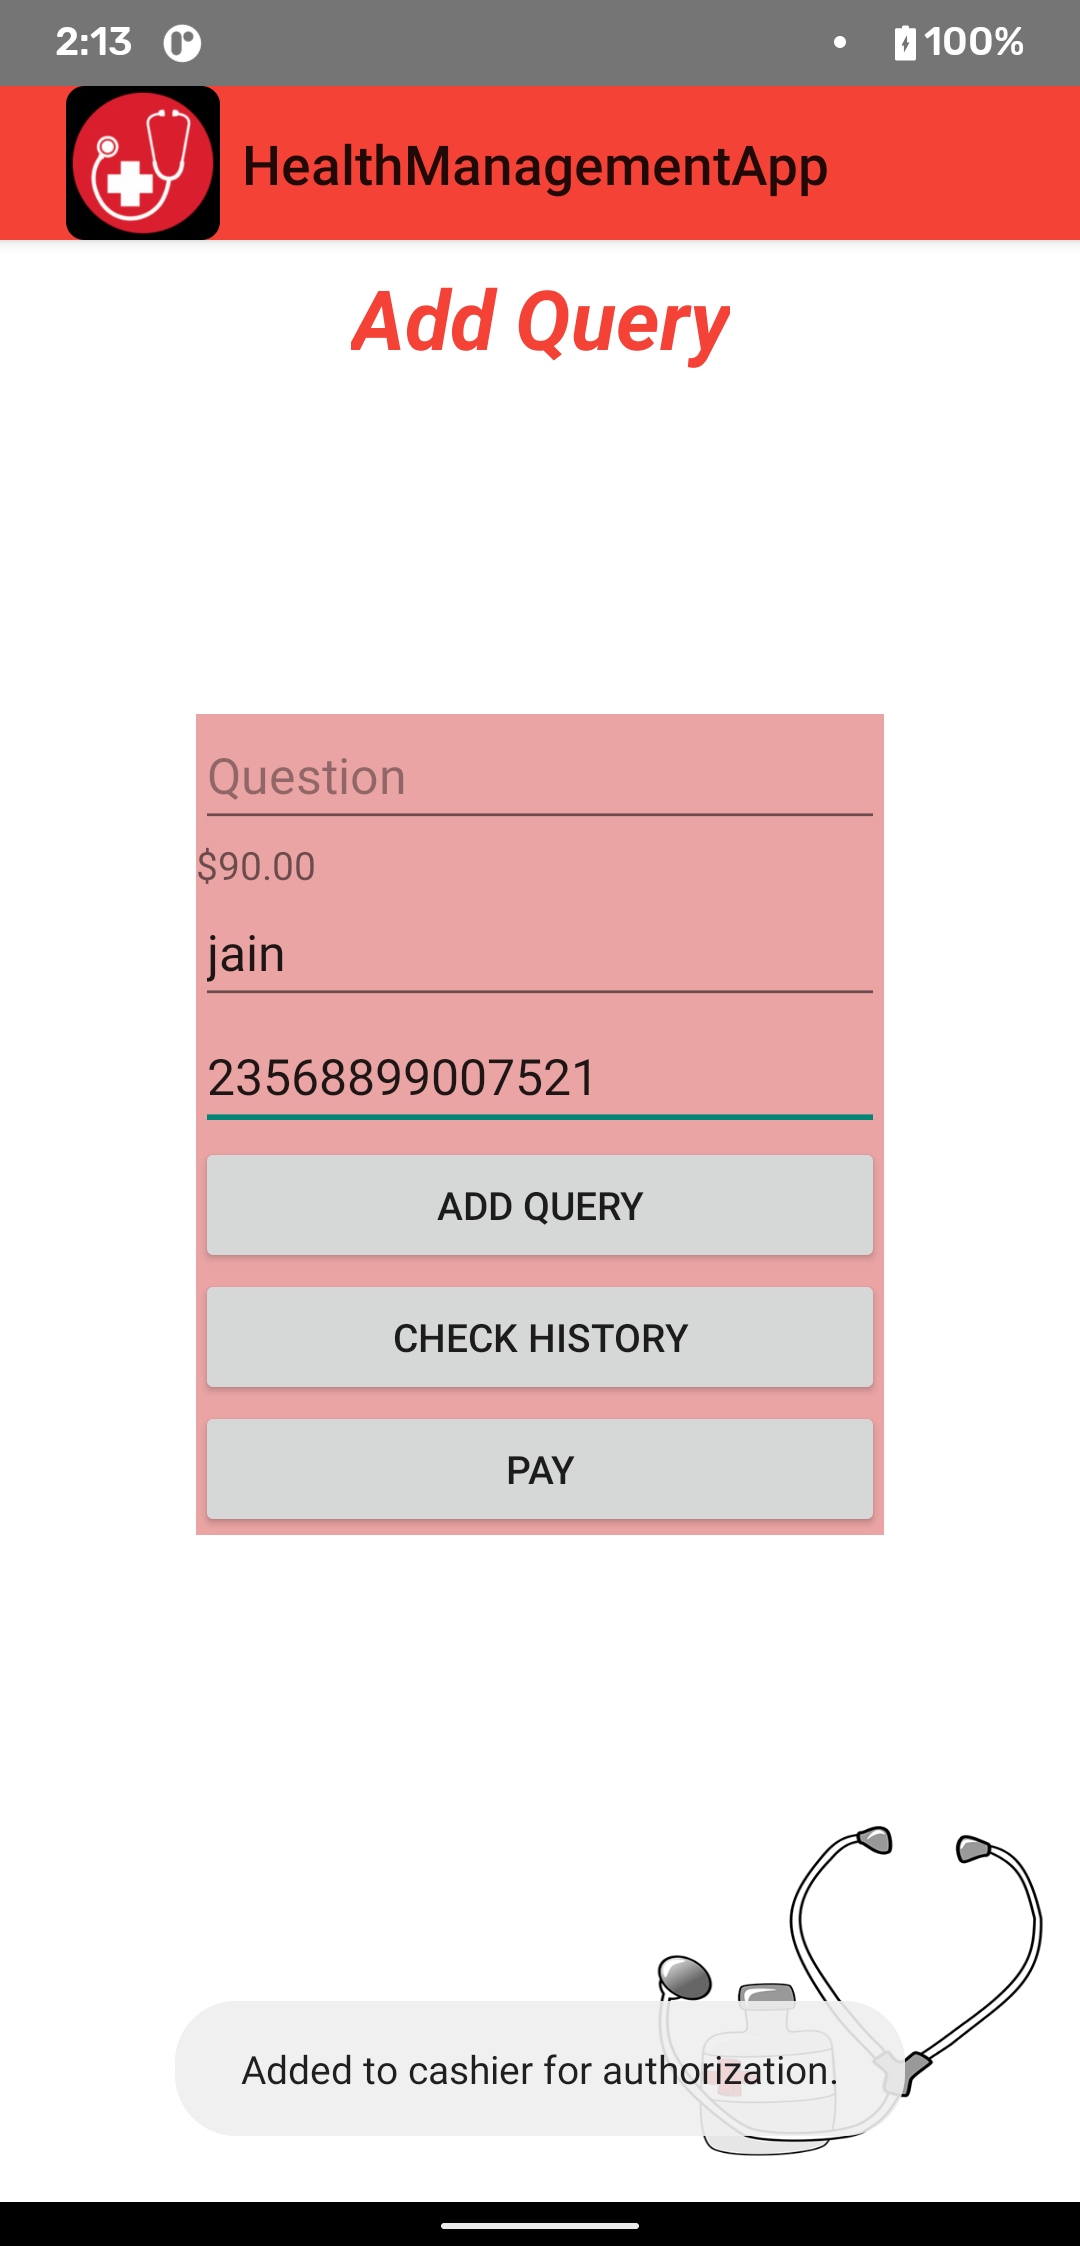 2:13
100%
HealthManagementApp
Add Query
Question
$90.00
jain
23568899007521
ADD QUERY
CHECK HISTORY
PAY
Added to cashier for authorization.